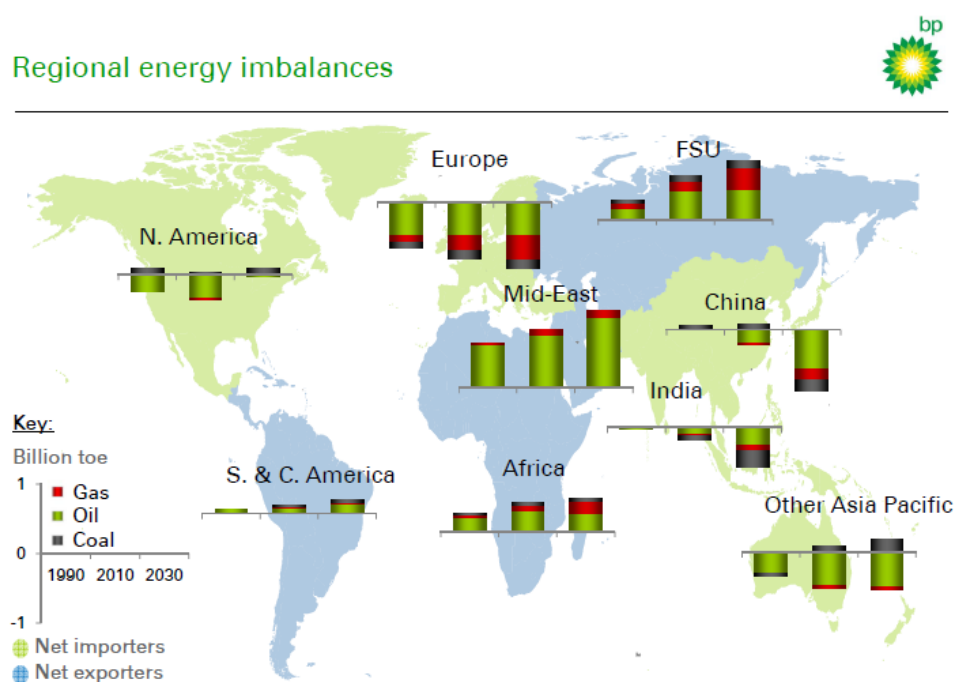 bp
Regional energy imbalances
Europe
FSU
N. America
Mid-East
China
India
Key:
Billion toe
1
Gas
Oil
Coal
0
1990 2010 2030
-1
S. & C. America
Africa
Other Asia Pacific
Net importers
Net exporters